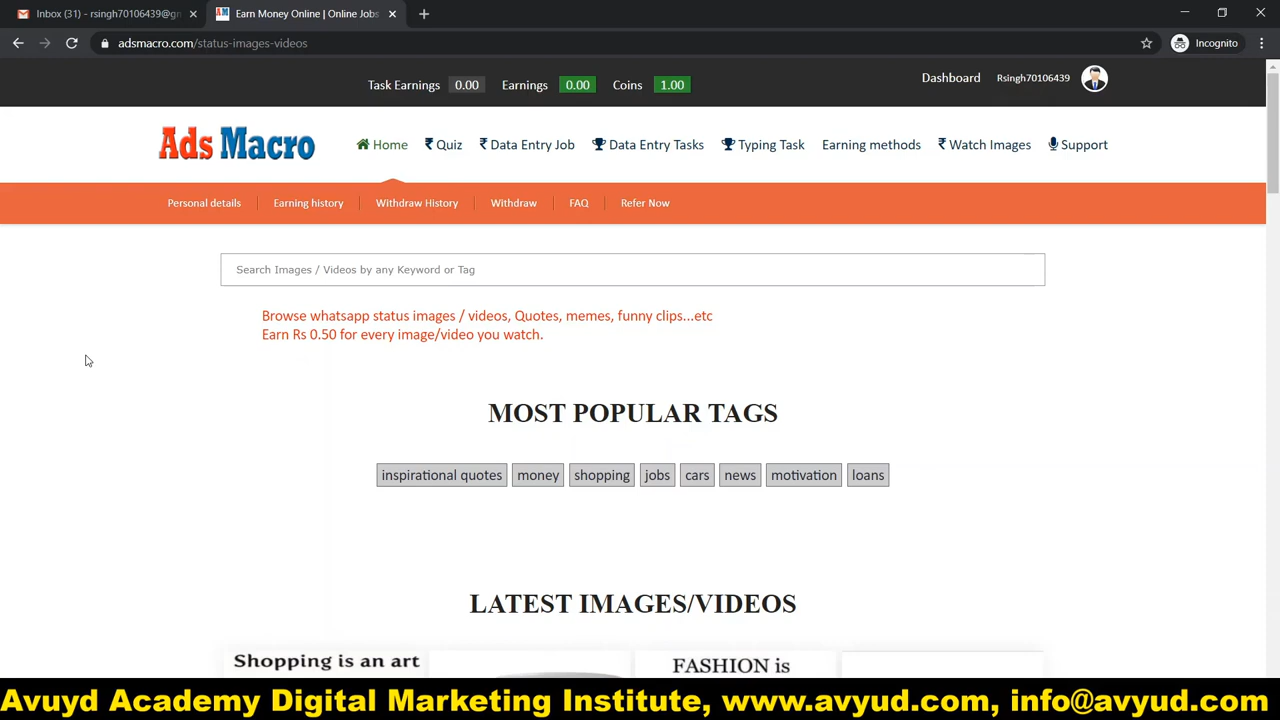 Inbox (31) - rsingh70106439@gm
Earn Money Online | Online Jobs
adsmacro.com/status-images-videos
Incognito
Task Earnings 0.00 Earnings 0.00 Coins 1.00
Dashboard Rsingh70106439
Ads Macro
Home ₹ Quiz ₹ Data Entry Job Data Entry Tasks Typing Task Earning methods ₹ Watch Images Support
Personal details Earning history Withdraw History Withdraw FAQ Refer Now
Search Images / Videos by any Keyword or Tag
Browse whatsapp status images / videos, Quotes, memes, funny clips...etc
Earn Rs 0.50 for every image/video you watch.
MOST POPULAR TAGS
inspirational quotes money shopping jobs cars news motivation loans
LATEST IMAGES/VIDEOS
Shopping is an art
FASHION is
Avuyd Academy Digital Marketing Institute, www.avyud.com, info@avyud.com